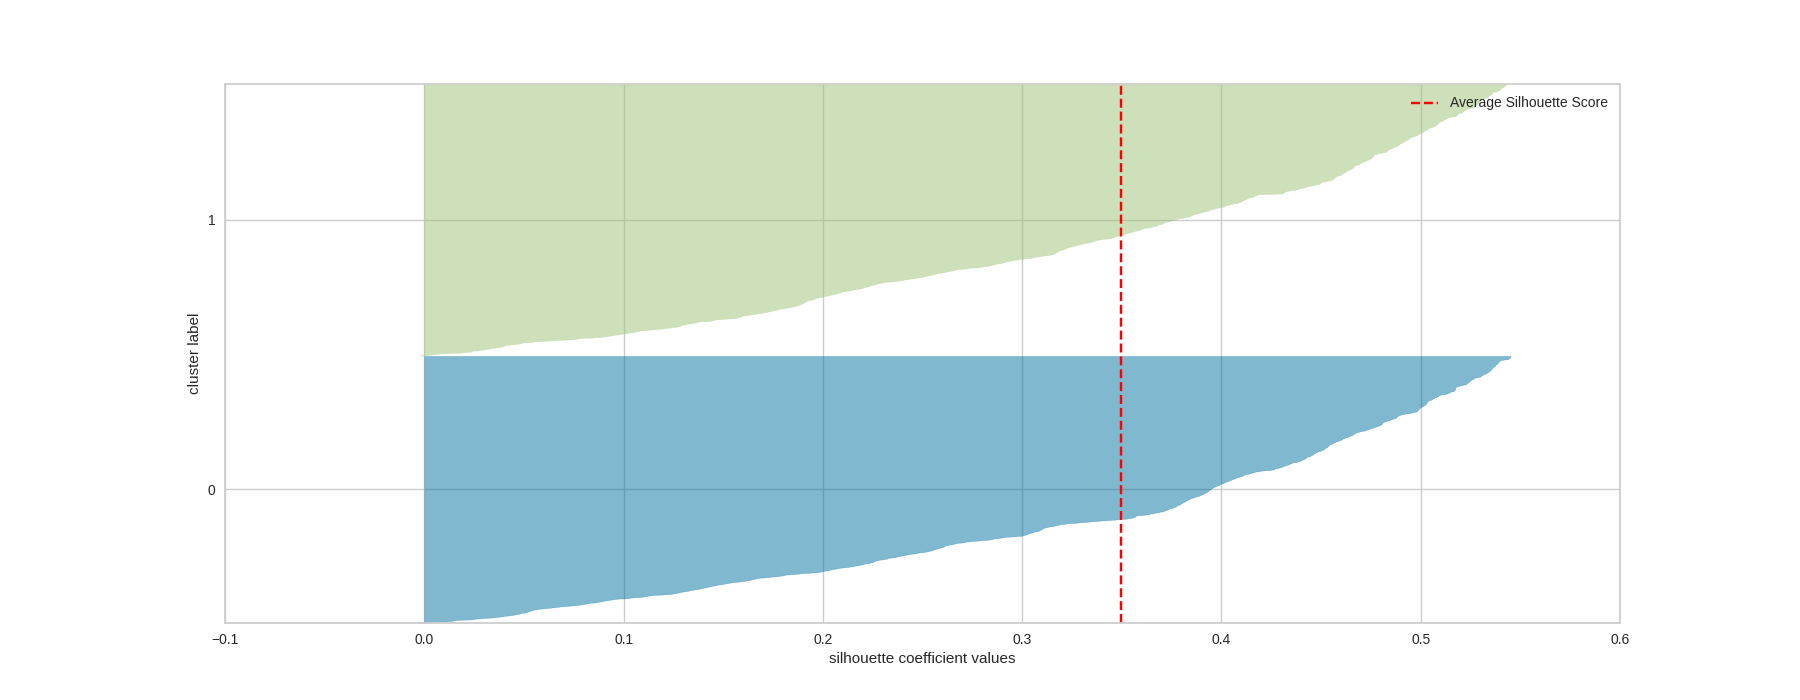 Average Silhouette Score
1
0
cluster label
−0.1 0.0 0.1 0.2 0.3 0.4 0.5 0.6
silhouette coefficient values